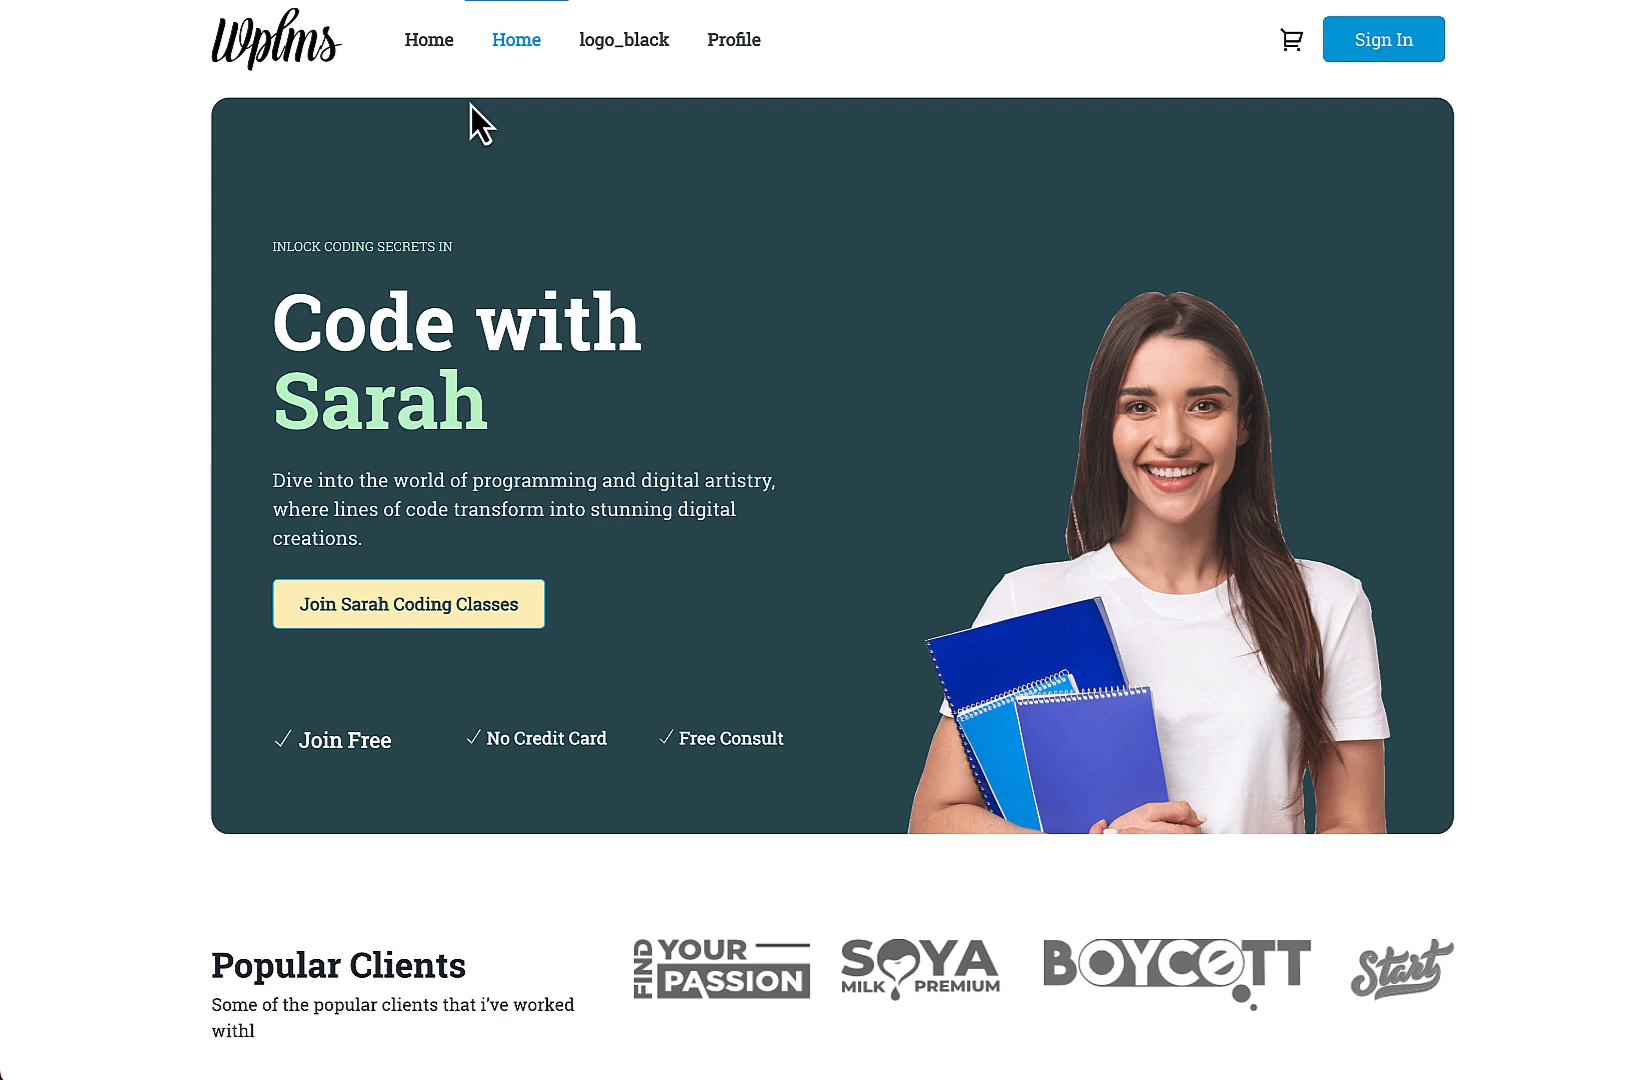 Wplms
Home Home logo_black Profile
Sign In
INLOCK CODING SECRETS IN
Code with
Sarah
Dive into the world of programming and digital artistry,
where lines of code transform into stunning digital
creations.
Join Sarah Coding Classes
Join Free No Credit Card Free Consult
Popular Clients
Some of the popular clients that i've worked
withl
FIND YOUR PASSION
SOYA
MILK PREMIUM
BOYCOTT
Start